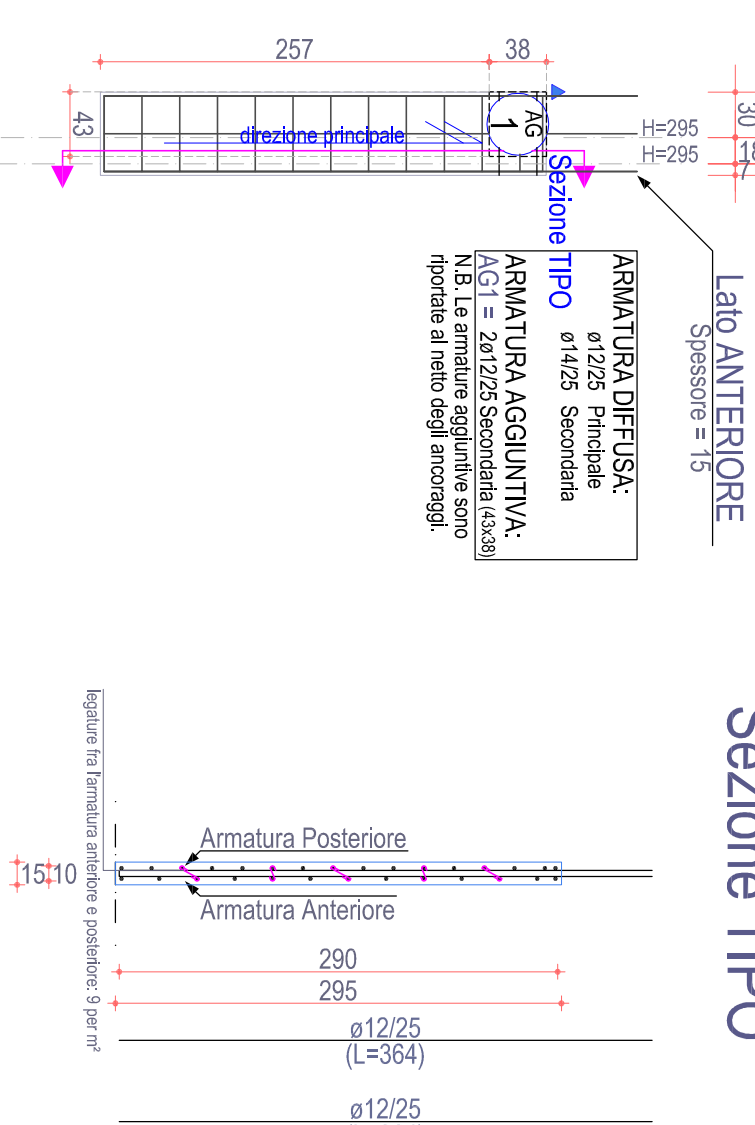 257
38
43
30
7
H=295
H=295
direzione principale
AG
1
Sezione TIPO
Lato ANTERIORE
Spessore = 15
ARMATURA DIFFUSA:
ø12/25 Principale
ø14/25 Secondaria
ARMATURA AGGIUNTIVA:
AG1 = 2ø12/25 Secondaria (43x38)
N.B. Le armature aggiuntive sono
riportate al netto degli ancoraggi.
Sezione TIPO
legature fra l'armatura anteriore e posteriore: 9 per m²
Armatura Posteriore
15 10
Armatura Anteriore
290
295
ø12/25
(L=364)
ø12/25